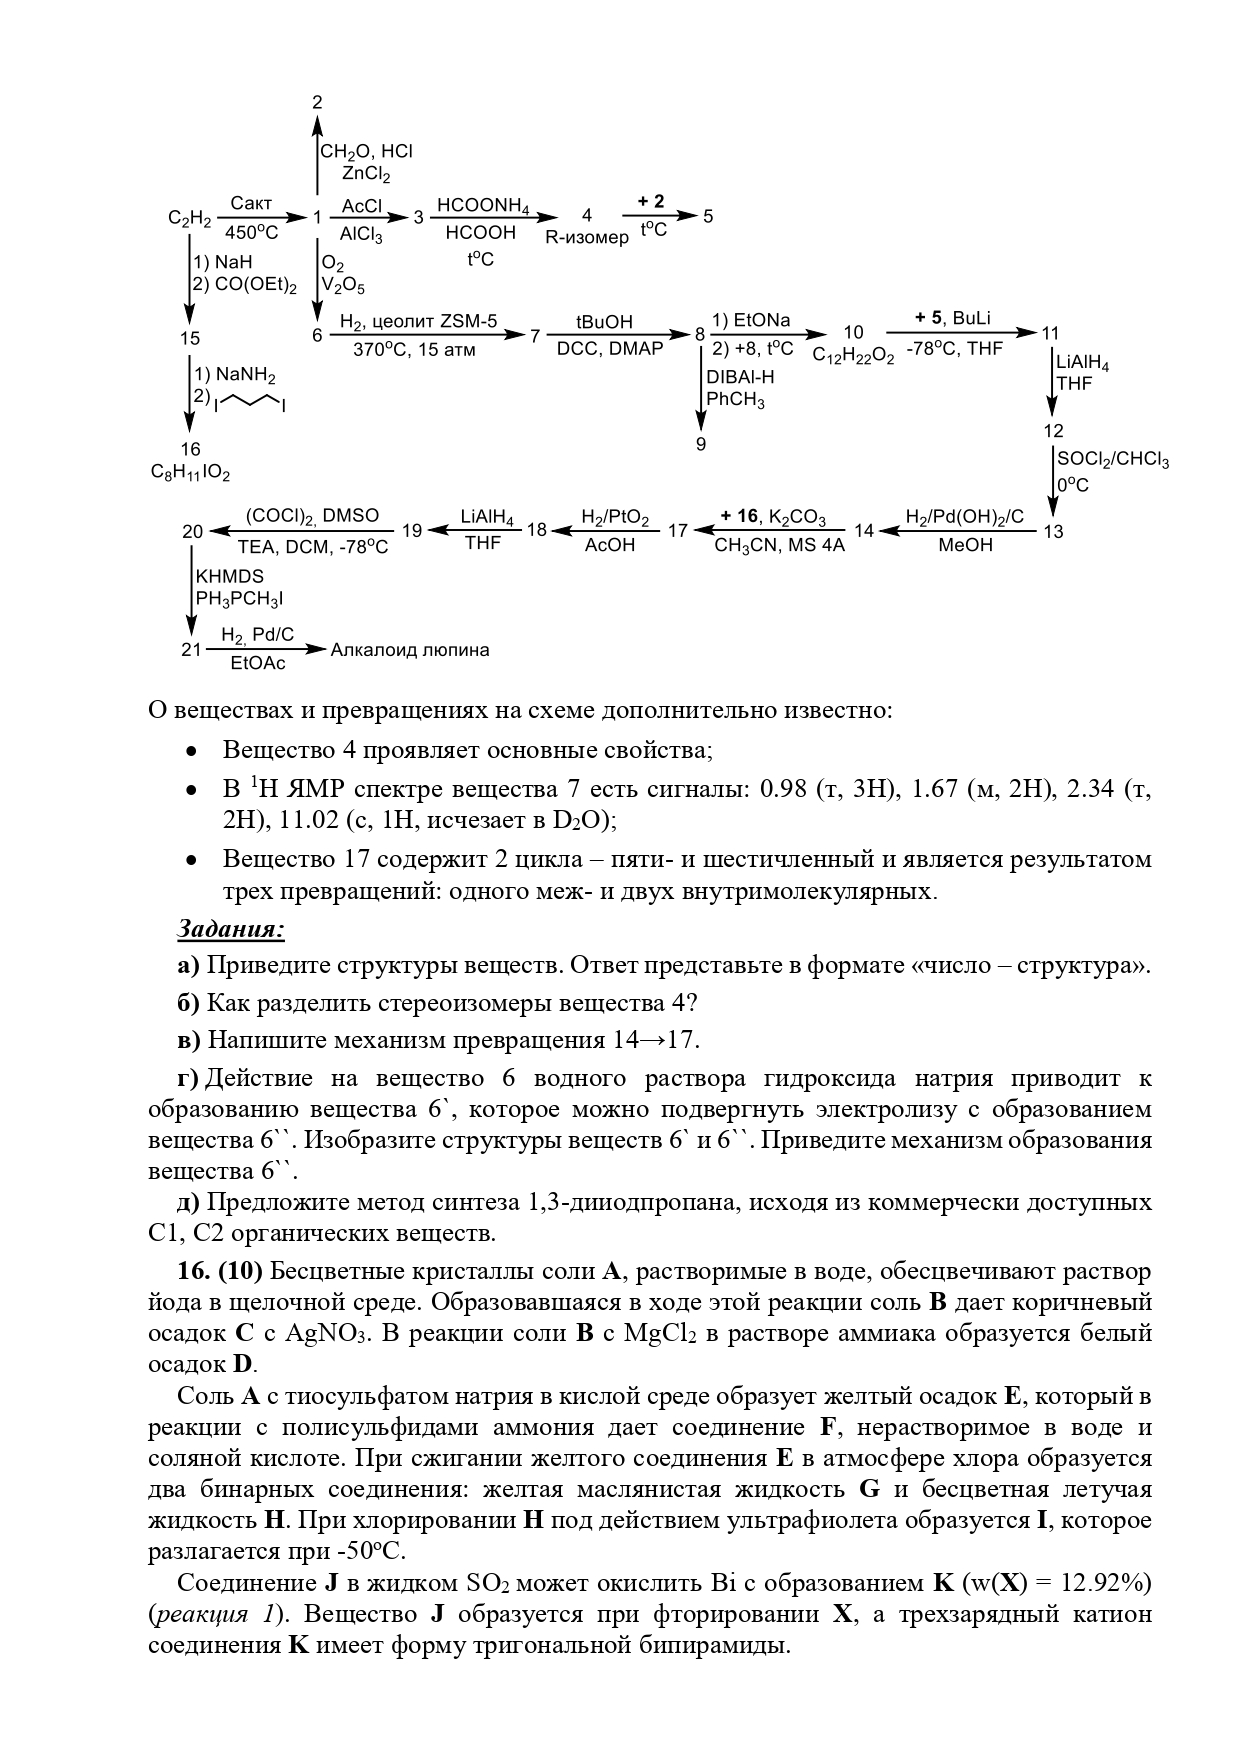 2
CH₂O, HCl
ZnCl₂
C₂H₂ Cакт 450°C 1 AcCl AlCl₃ 3 HCOONH₄ HCOOH t°C 4 R-изомер + 2 t°C 5
1) NaH
2) CO(OEt)₂
O₂
V₂O₅
15 6 H₂, цеолит ZSM-5 370°C, 15 атм 7 tBuOH DCC, DMAP 8 1) EtONa 2) +8, t°C 10 C₁₂H₂₂O₂ + 5, BuLi -78°C, THF 11
1) NaNH₂
2) I I
DIBAl-H
PhCH₃
LiAlH₄
THF
16
C₈H₁₁IO₂
9
12
SOCl₂/CHCl₃
0°C
20 (COCl)₂, DMSO TEA, DCM, -78°C 19 LiAlH₄ THF 18 H₂/PtO₂ AcOH 17 + 16, K₂CO₃ CH₃CN, MS 4A 14 H₂/Pd(OH)₂/C MeOH 13
KHMDS
PH₃PCH₃I
21 H₂, Pd/C EtOAc Алкалоид люпина
О веществах и превращениях на схеме дополнительно известно:
• Вещество 4 проявляет основные свойства;
• В ¹H ЯМР спектре вещества 7 есть сигналы: 0.98 (т, 3H), 1.67 (м, 2H), 2.34 (т,
2H), 11.02 (с, 1H, исчезает в D₂O);
• Вещество 17 содержит 2 цикла – пяти- и шестичленный и является результатом
трех превращений: одного меж- и двух внутримолекулярных.
Задания:
а) Приведите структуры веществ. Ответ представьте в формате «число – структура».
б) Как разделить стереоизомеры вещества 4?
в) Напишите механизм превращения 14→17.
г) Действие на вещество 6 водного раствора гидроксида натрия приводит к
образованию вещества 6`, которое можно подвергнуть электролизу с образованием
вещества 6``. Изобразите структуры веществ 6` и 6``. Приведите механизм образования
вещества 6``.
д) Предложите метод синтеза 1,3-дииодпропана, исходя из коммерчески доступных
С1, С2 органических веществ.
16. (10) Бесцветные кристаллы соли A, растворимые в воде, обесцвечивают раствор
йода в щелочной среде. Образовавшаяся в ходе этой реакции соль B дает коричневый
осадок C с AgNO₃. В реакции соли B с MgCl₂ в растворе аммиака образуется белый
осадок D.
Соль A с тиосульфатом натрия в кислой среде образует желтый осадок E, который в
реакции с полисульфидами аммония дает соединение F, нерастворимое в воде и
соляной кислоте. При сжигании желтого соединения E в атмосфере хлора образуется
два бинарных соединения: желтая маслянистая жидкость G и бесцветная летучая
жидкость H. При хлорировании H под действием ультрафиолета образуется I, которое
разлагается при -50°C.
Соединение J в жидком SO₂ может окислить Bi с образованием K (w(X) = 12.92%)
(реакция 1). Вещество J образуется при фторировании X, а трехзарядный катион
соединения K имеет форму тригональной бипирамиды.